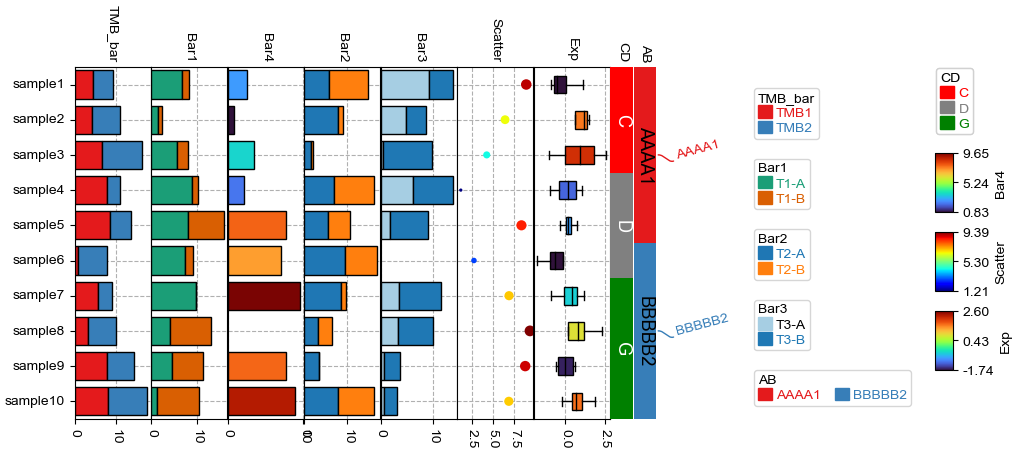 TMB_bar
Bar1
Bar4
Bar2
Bar3
Scatter
Exp
CD
AB
sample1
sample2
sample3
sample4
sample5
sample6
sample7
sample8
sample9
sample10
C
D
G
AAAA1
BBBBB2
AAAA1
BBBBB2
0
10
0
10
0
0
10
0
10
2.5
5.0
7.5
0.0
2.5
TMB_bar
TMB1
TMB2
Bar1
T1-A
T1-B
Bar2
T2-A
T2-B
Bar3
T3-A
T3-B
AB
AAAA1 BBBBB2
CD
C
D
G
9.65
5.24
0.83
Bar4
9.39
5.30
1.21
Scatter
2.60
0.43
-1.74
Exp